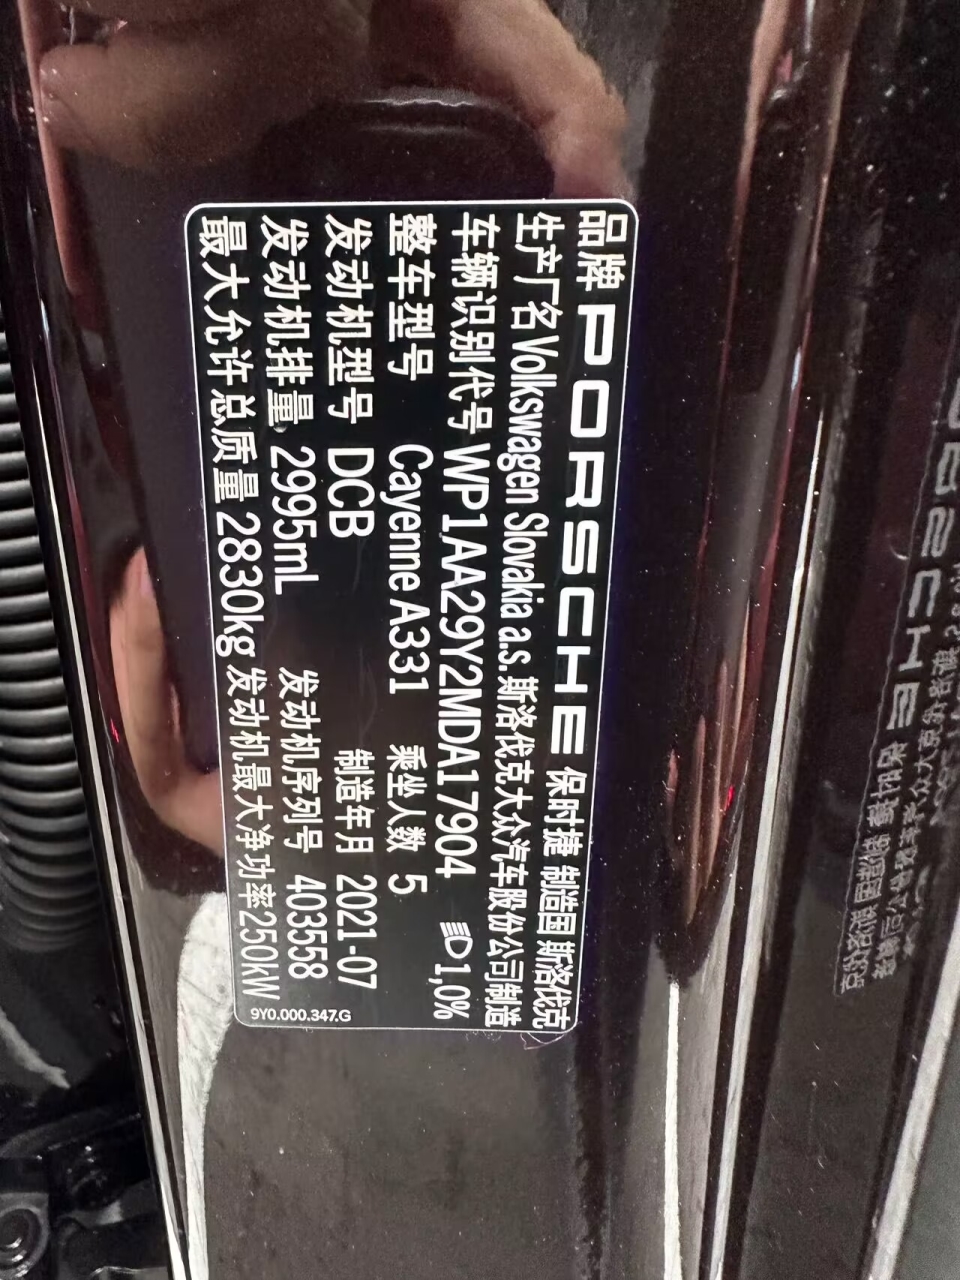 品牌 PORSCHE 保时捷 制造国 斯洛伐克
生产厂名 Volkswagen Slovakia a.s. 斯洛伐克大众汽车股份公司制造
车辆识别代号 WP1AA29Y2MDA17904 1,0%
整车型号 Cayenne A331 乘坐人数 5
发动机型号 DCB 制造年月 2021-07
发动机排量 2995mL 发动机序列号 403558
最大允许总质量 2830kg 发动机最大净功率250kW
9Y0.000.347.G